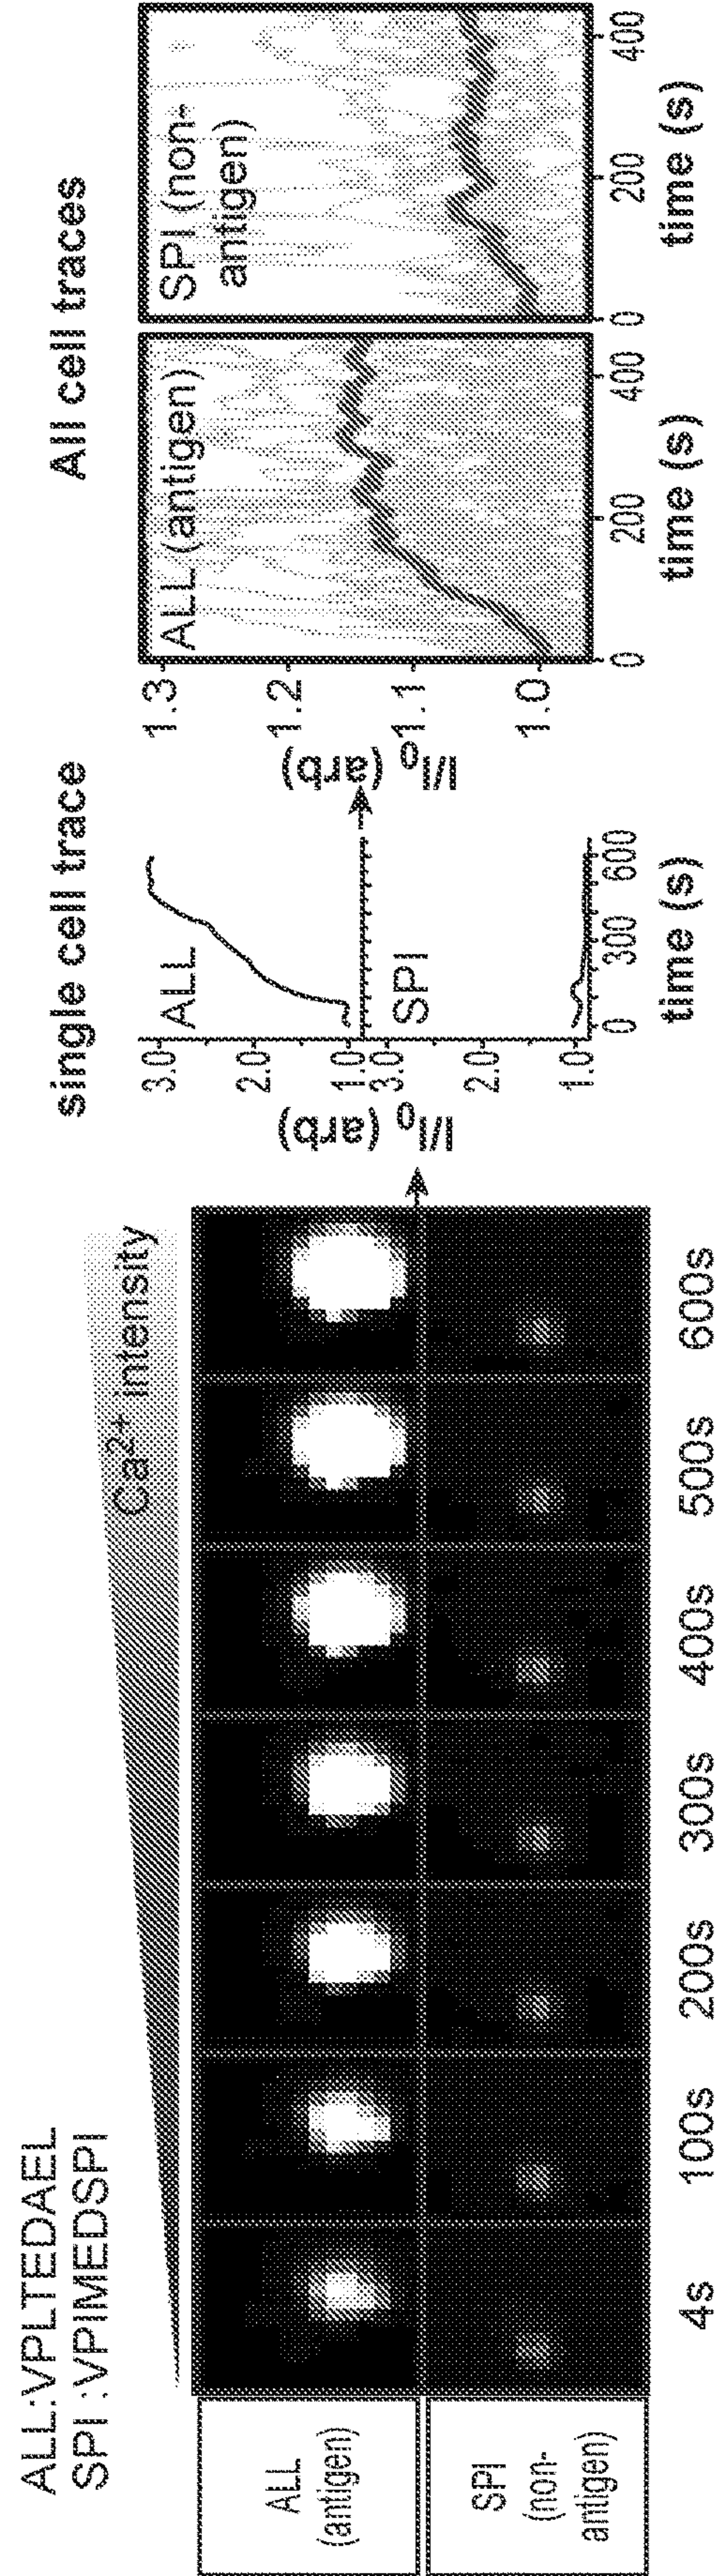 ALL:VPLTEDAEL
SPI :VPIMEDSPI
Ca2+ intensity
ALL
(antigen)
SPI
(non-
antigen)
4s 100s 200s 300s 400s 500s 600s
single cell trace
I/I0 (arb)
3.0
2.0
1.0
ALL
3.0
2.0
1.0
SPI
0 300 600
time (s)
All cell traces
I/I0 (arb)
1.3
1.2
1.1
1.0
ALL (antigen)
0 200 400
time (s)
SPI (non-
antigen)
0 200 400
time (s)